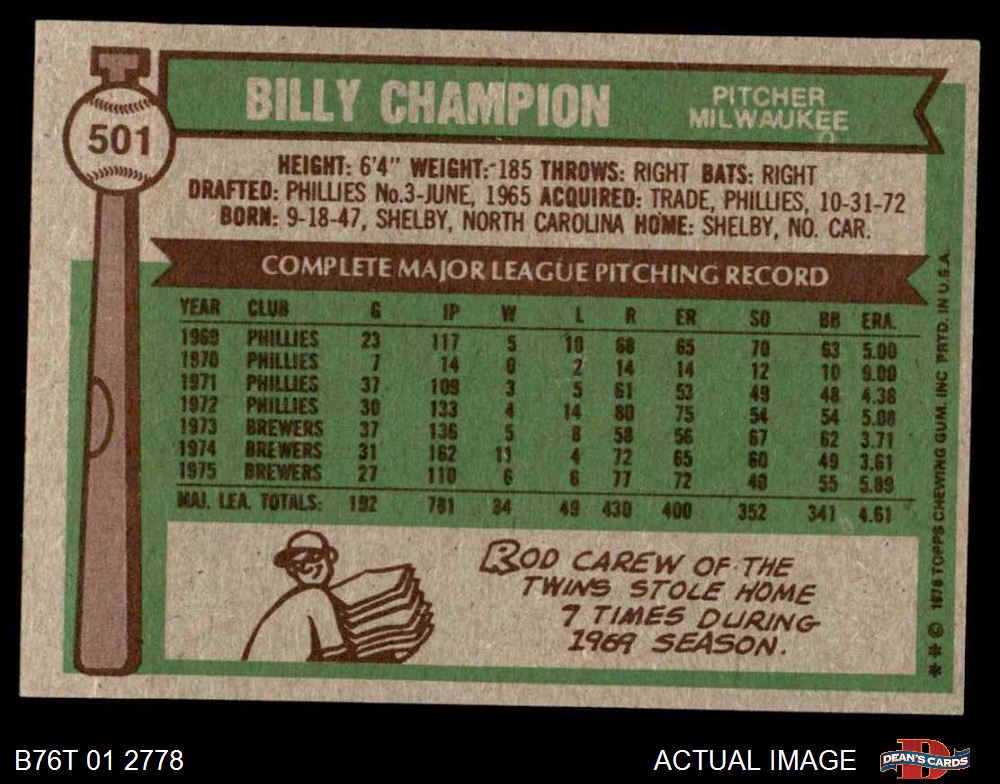 BILLY CHAMPION
PITCHER
MILWAUKEE
501
HEIGHT: 6'4" WEIGHT: 185 THROWS: RIGHT BATS: RIGHT
DRAFTED: PHILLIES No.3-JUNE, 1965 ACQUIRED: TRADE, PHILLIES, 10-31-72
BORN: 9-18-47, SHELBY, NORTH CAROLINA HOME: SHELBY, NO. CAR.
COMPLETE MAJOR LEAGUE PITCHING RECORD
YEAR CLUB G IP W L R ER SO BB ERA.
1969 PHILLIES 23 117 5 10 68 65 70 63 5.00
1970 PHILLIES 7 14 0 2 14 14 12 10 9.00
1971 PHILLIES 37 109 3 5 61 53 49 48 4.38
1972 PHILLIES 30 133 4 14 80 75 54 54 5.08
1973 BREWERS 37 136 5 8 58 56 67 62 3.71
1974 BREWERS 31 162 11 4 72 65 60 49 3.61
1975 BREWERS 27 110 6 6 77 72 40 55 5.89
MAJ. LEA. TOTALS: 192 781 34 49 430 400 352 341 4.61
ROD CAREW OF THE
TWINS STOLE HOME
7 TIMES DURING
1969 SEASON.
** © 1976 TOPPS CHEWING GUM, INC PRTD. IN U.S.A.
B76T 01 2778
ACTUAL IMAGE
DEAN'S CARDS